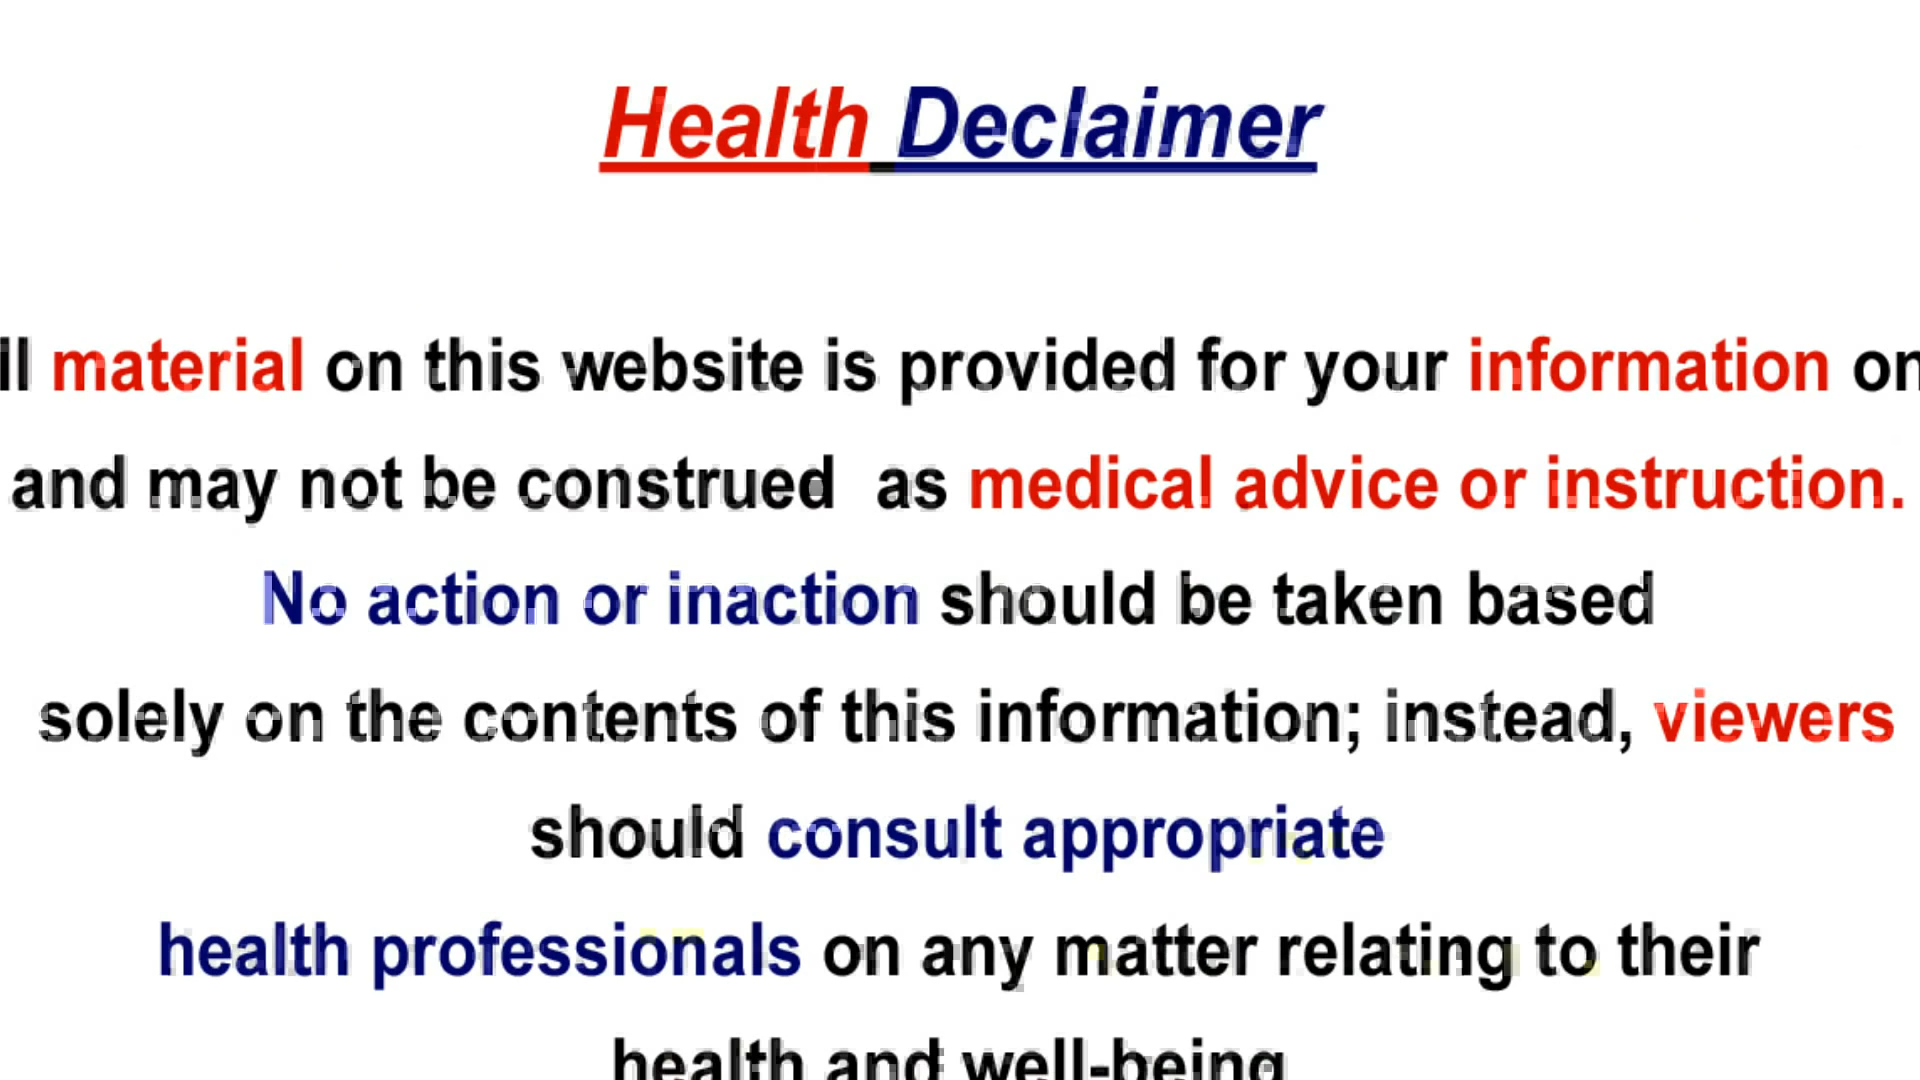 Health Declaimer
ll material on this website is provided for your information on
and may not be construed as medical advice or instruction.
No action or inaction should be taken based
solely on the contents of this information; instead, viewers
should consult appropriate
health professionals on any matter relating to their
health and well-being